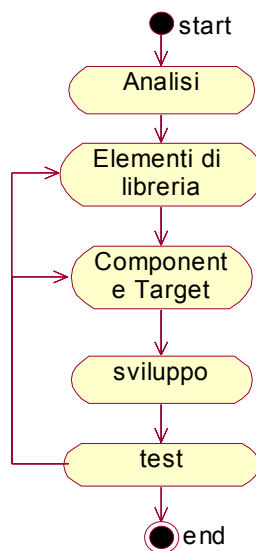 start
Analisi
Elementi di
libreria
Component
e Target
sviluppo
test
end